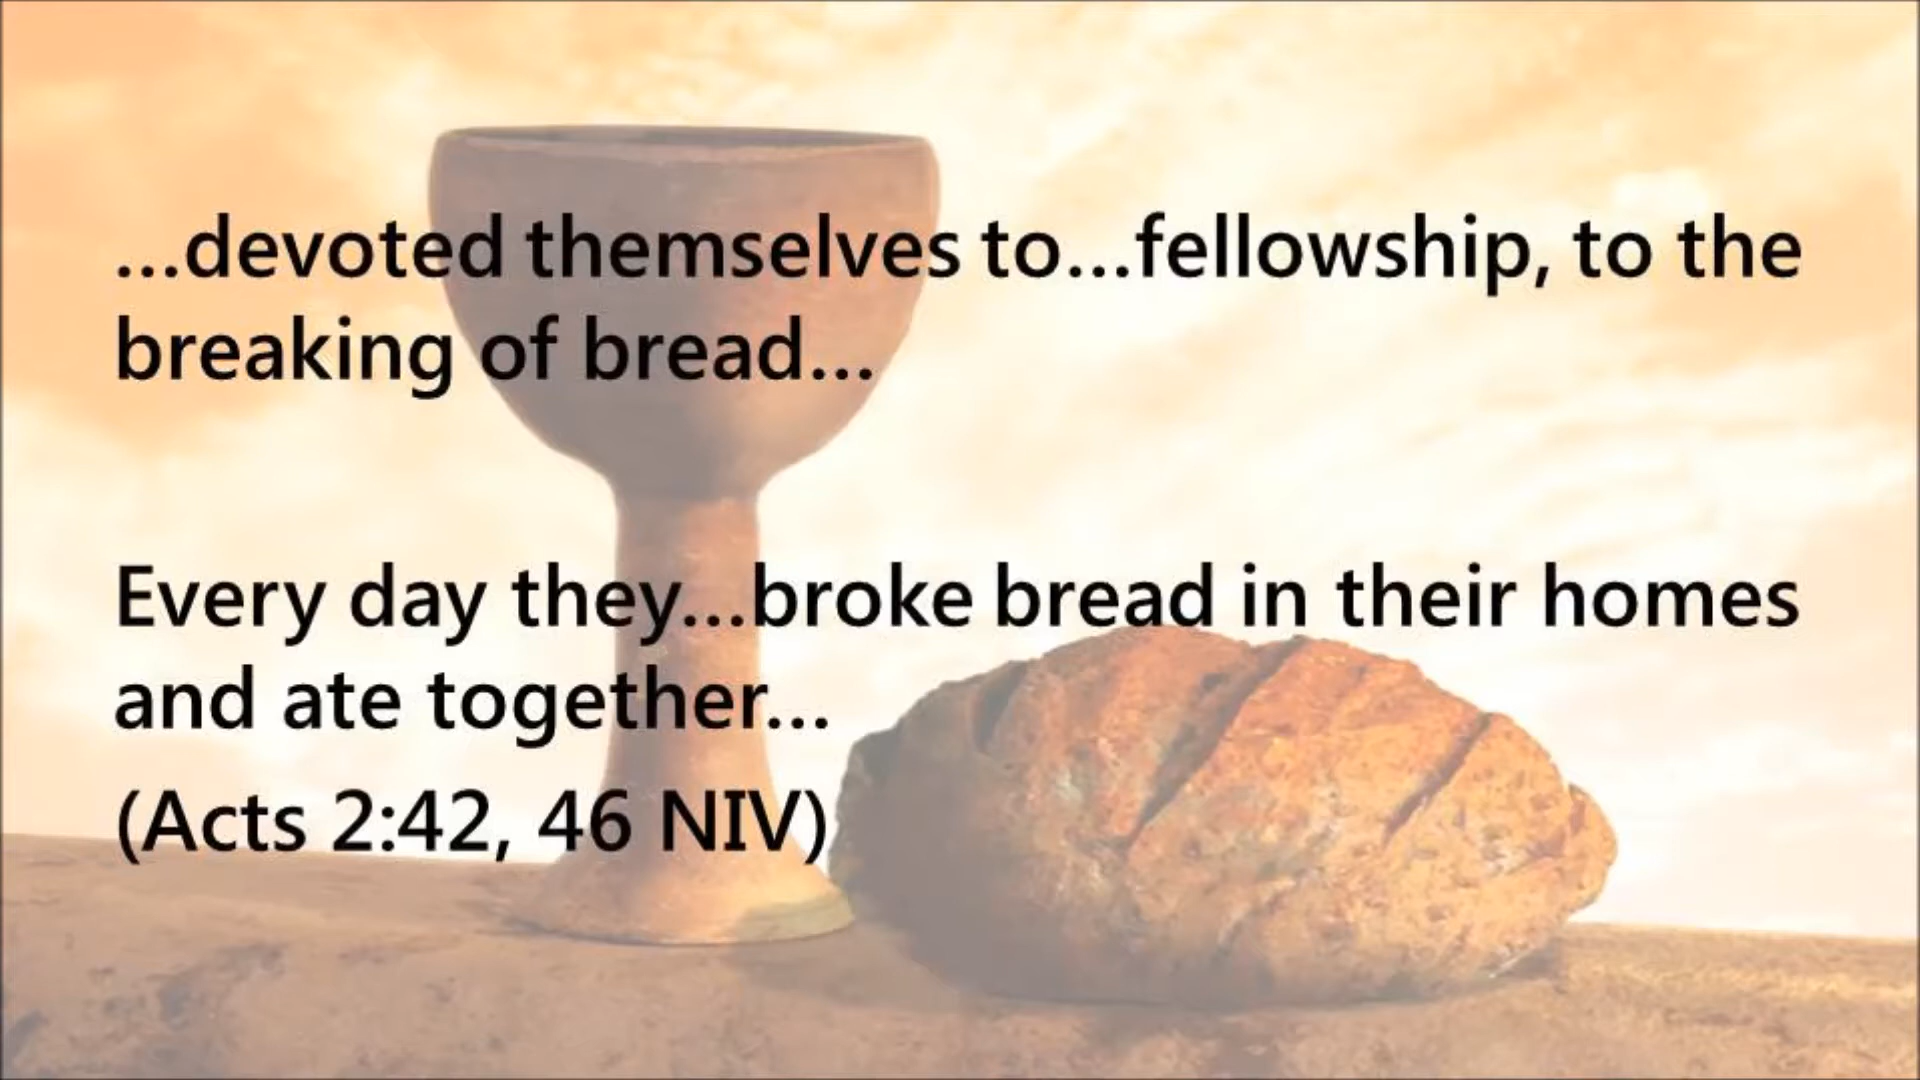 ...devoted themselves to...fellowship, to the
breaking of bread...
Every day they...broke bread in their homes
and ate together...
(Acts 2:42, 46 NIV)